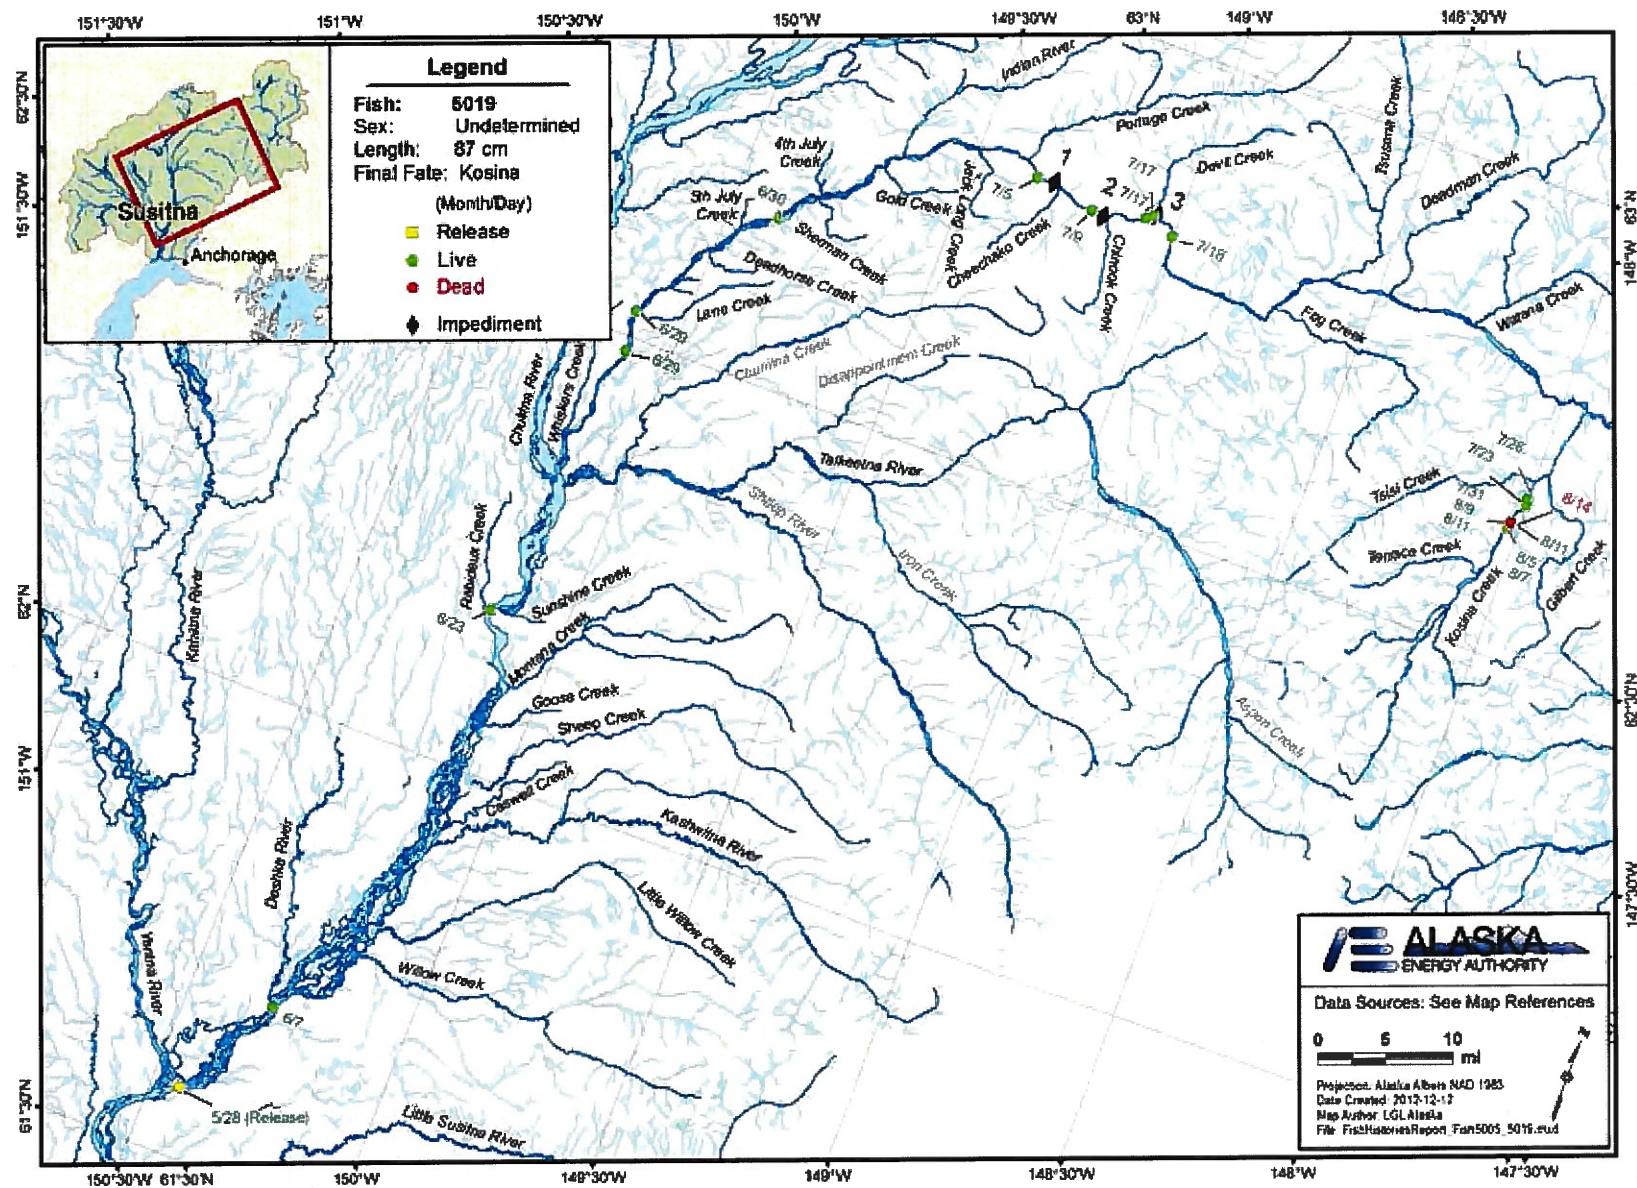 151°30'W 151°W 150°30'W 150°W 149°30'W 63°N 149°W 148°30'W
62°30'N
151°30'W
62°N
151°W
61°30'N
Susitna
Anchorage
Legend
Fish: 5019
Sex: Undetermined
Length: 87 cm
Final Fate: Kosina
(Month/Day)
Release
Live
Dead
Impediment
Indian River
Portage Creek
Tsusena Creek
4th July
Creek
5th July
Creek
6/30
Gold Creek
Jack Long Creek
7/5
1
7/17
Devil Creek
Deadman Creek
2
7/17
3
7/9
7/18
Cheechako Creek
Chinook Creek
Sherman Creek
Deadhorse Creek
Lane Creek
6/29
6/29
Chunilna Creek
Disappointment Creek
Fog Creek
Watana Creek
Chulitna River
Whiskers Creek
Talkeetna River
Sheep River
Iron Creek
7/26
7/23
Tsisi Creek
7/31
8/9
8/11
8/14
8/11
8/5
8/7
Terrace Creek
Gilbert Creek
Kosina Creek
Rabideux Creek
6/23
Sunshine Creek
Montana Creek
Goose Creek
Sheep Creek
Caswell Creek
Kashwitna River
Aspen Creek
Kahiltna River
Deshka River
Little Willow Creek
Willow Creek
Yentna River
6/7
5/28 (Release)
Little Susitna River
63°N
148°W
62°30'N
147°30'W
ALASKA
ENERGY AUTHORITY
Data Sources: See Map References
0 5 10
mi
N
Projection: Alaska Albers NAD 1983
Date Created: 2012-12-12
Map Author: LGL Alaska
File: FishHistoriesReport_Fish5005_5019.mxd
150°30'W 61°30'N 150°W 149°30'W 149°W 148°30'W 148°W 147°30'W